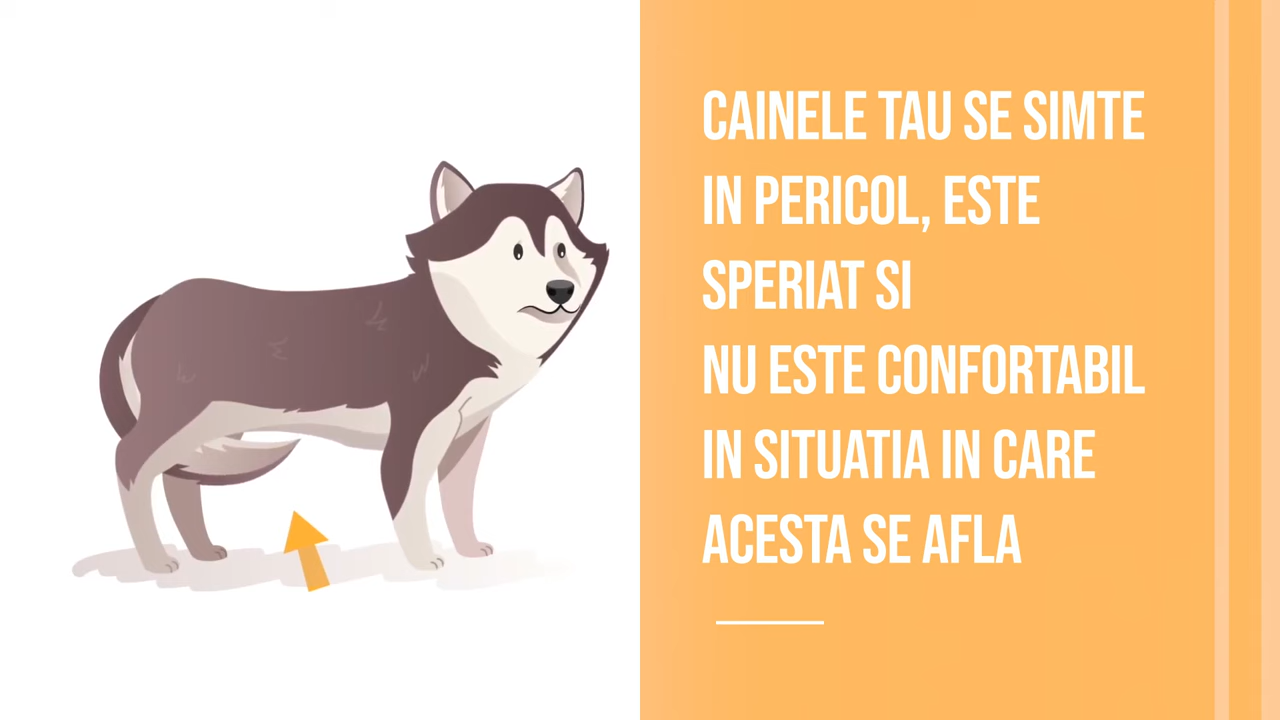 CAINELE TAU SE SIMTE
IN PERICOL, ESTE
SPERIAT SI
NU ESTE CONFORTABIL
IN SITUATIA IN CARE
ACESTA SE AFLA